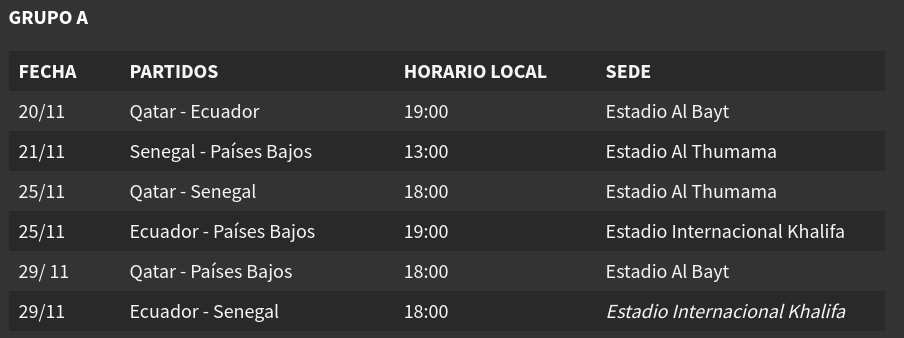 GRUPO A
FECHA PARTIDOS HORARIO LOCAL SEDE
20/11 Qatar - Ecuador 19:00 Estadio Al Bayt
21/11 Senegal - Países Bajos 13:00 Estadio Al Thumama
25/11 Qatar - Senegal 18:00 Estadio Al Thumama
25/11 Ecuador - Países Bajos 19:00 Estadio Internacional Khalifa
29/ 11 Qatar - Países Bajos 18:00 Estadio Al Bayt
29/11 Ecuador - Senegal 18:00 Estadio Internacional Khalifa